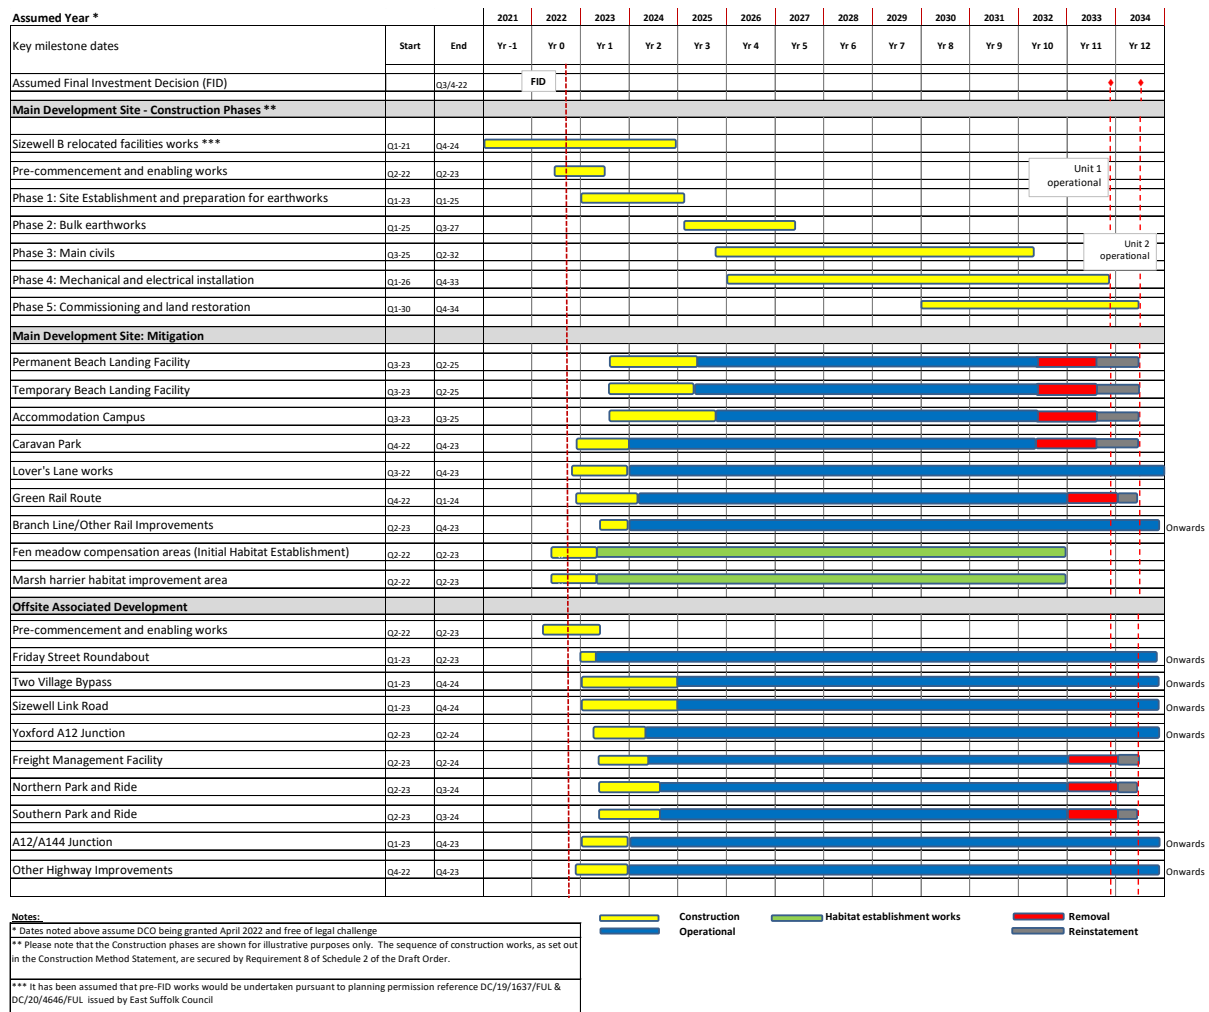 Assumed Year * 2021 2022 2023 2024 2025 2026 2027 2028 2029 2030 2031 2032 2033 2034
Key milestone dates Start End Yr -1 Yr 0 Yr 1 Yr 2 Yr 3 Yr 4 Yr 5 Yr 6 Yr 7 Yr 8 Yr 9 Yr 10 Yr 11 Yr 12
Assumed Final Investment Decision (FID) Q3/4-22 FID
Main Development Site - Construction Phases **
Sizewell B relocated facilities works *** Q1-21 Q4-24
Pre-commencement and enabling works Q2-22 Q2-23
Unit 1
operational
Phase 1: Site Establishment and preparation for earthworks Q1-23 Q1-25
Phase 2: Bulk earthworks Q1-25 Q3-27
Phase 3: Main civils Q3-25 Q2-32
Unit 2
operational
Phase 4: Mechanical and electrical installation Q1-26 Q4-33
Phase 5: Commissioning and land restoration Q1-30 Q4-34
Main Development Site: Mitigation
Permanent Beach Landing Facility Q3-23 Q2-25
Temporary Beach Landing Facility Q3-23 Q2-25
Accommodation Campus Q3-23 Q3-25
Caravan Park Q4-22 Q4-23
Lover's Lane works Q3-22 Q4-23
Green Rail Route Q4-22 Q1-24
Branch Line/Other Rail Improvements Q2-23 Q4-23 Onwards
Fen meadow compensation areas (Initial Habitat Establishment) Q2-22 Q2-23
Marsh harrier habitat improvement area Q2-22 Q2-23
Offsite Associated Development
Pre-commencement and enabling works Q2-22 Q2-23
Friday Street Roundabout Q1-23 Q2-23 Onwards
Two Village Bypass Q1-23 Q4-24 Onwards
Sizewell Link Road Q1-23 Q4-24 Onwards
Yoxford A12 Junction Q2-23 Q2-24 Onwards
Freight Management Facility Q2-23 Q2-24
Northern Park and Ride Q2-23 Q3-24
Southern Park and Ride Q2-23 Q3-24
A12/A144 Junction Q1-23 Q4-23 Onwards
Other Highway Improvements Q4-22 Q4-23 Onwards
Notes:
* Dates noted above assume DCO being granted April 2022 and free of legal challenge
** Please note that the Construction phases are shown for illustrative purposes only. The sequence of construction works, as set out
in the Construction Method Statement, are secured by Requirement 8 of Schedule 2 of the Draft Order.
*** It has been assumed that pre-FID works would be undertaken pursuant to planning permission reference DC/19/1637/FUL &
DC/20/4646/FUL issued by East Suffolk Council
Construction Habitat establishment works Removal
Operational Reinstatement